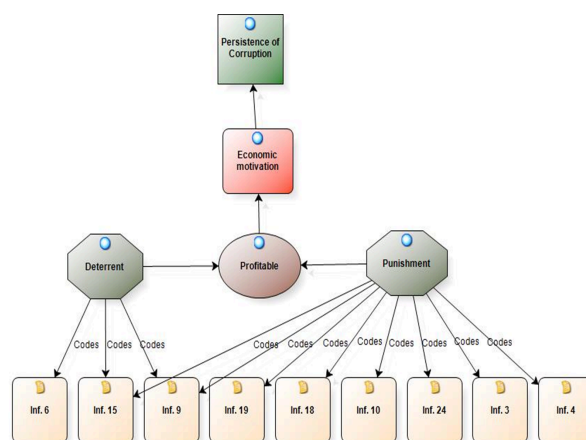 Persistence of
Corruption
Economic
motivation
Deterrent
Profitable
Punishment
Codes
Codes
Codes
Codes
Codes
Codes
Codes
Codes
Codes
Codes
Codes
Inf. 6
Inf. 15
Inf. 9
Inf. 19
Inf. 18
Inf. 10
Inf. 24
Inf. 3
Inf. 4